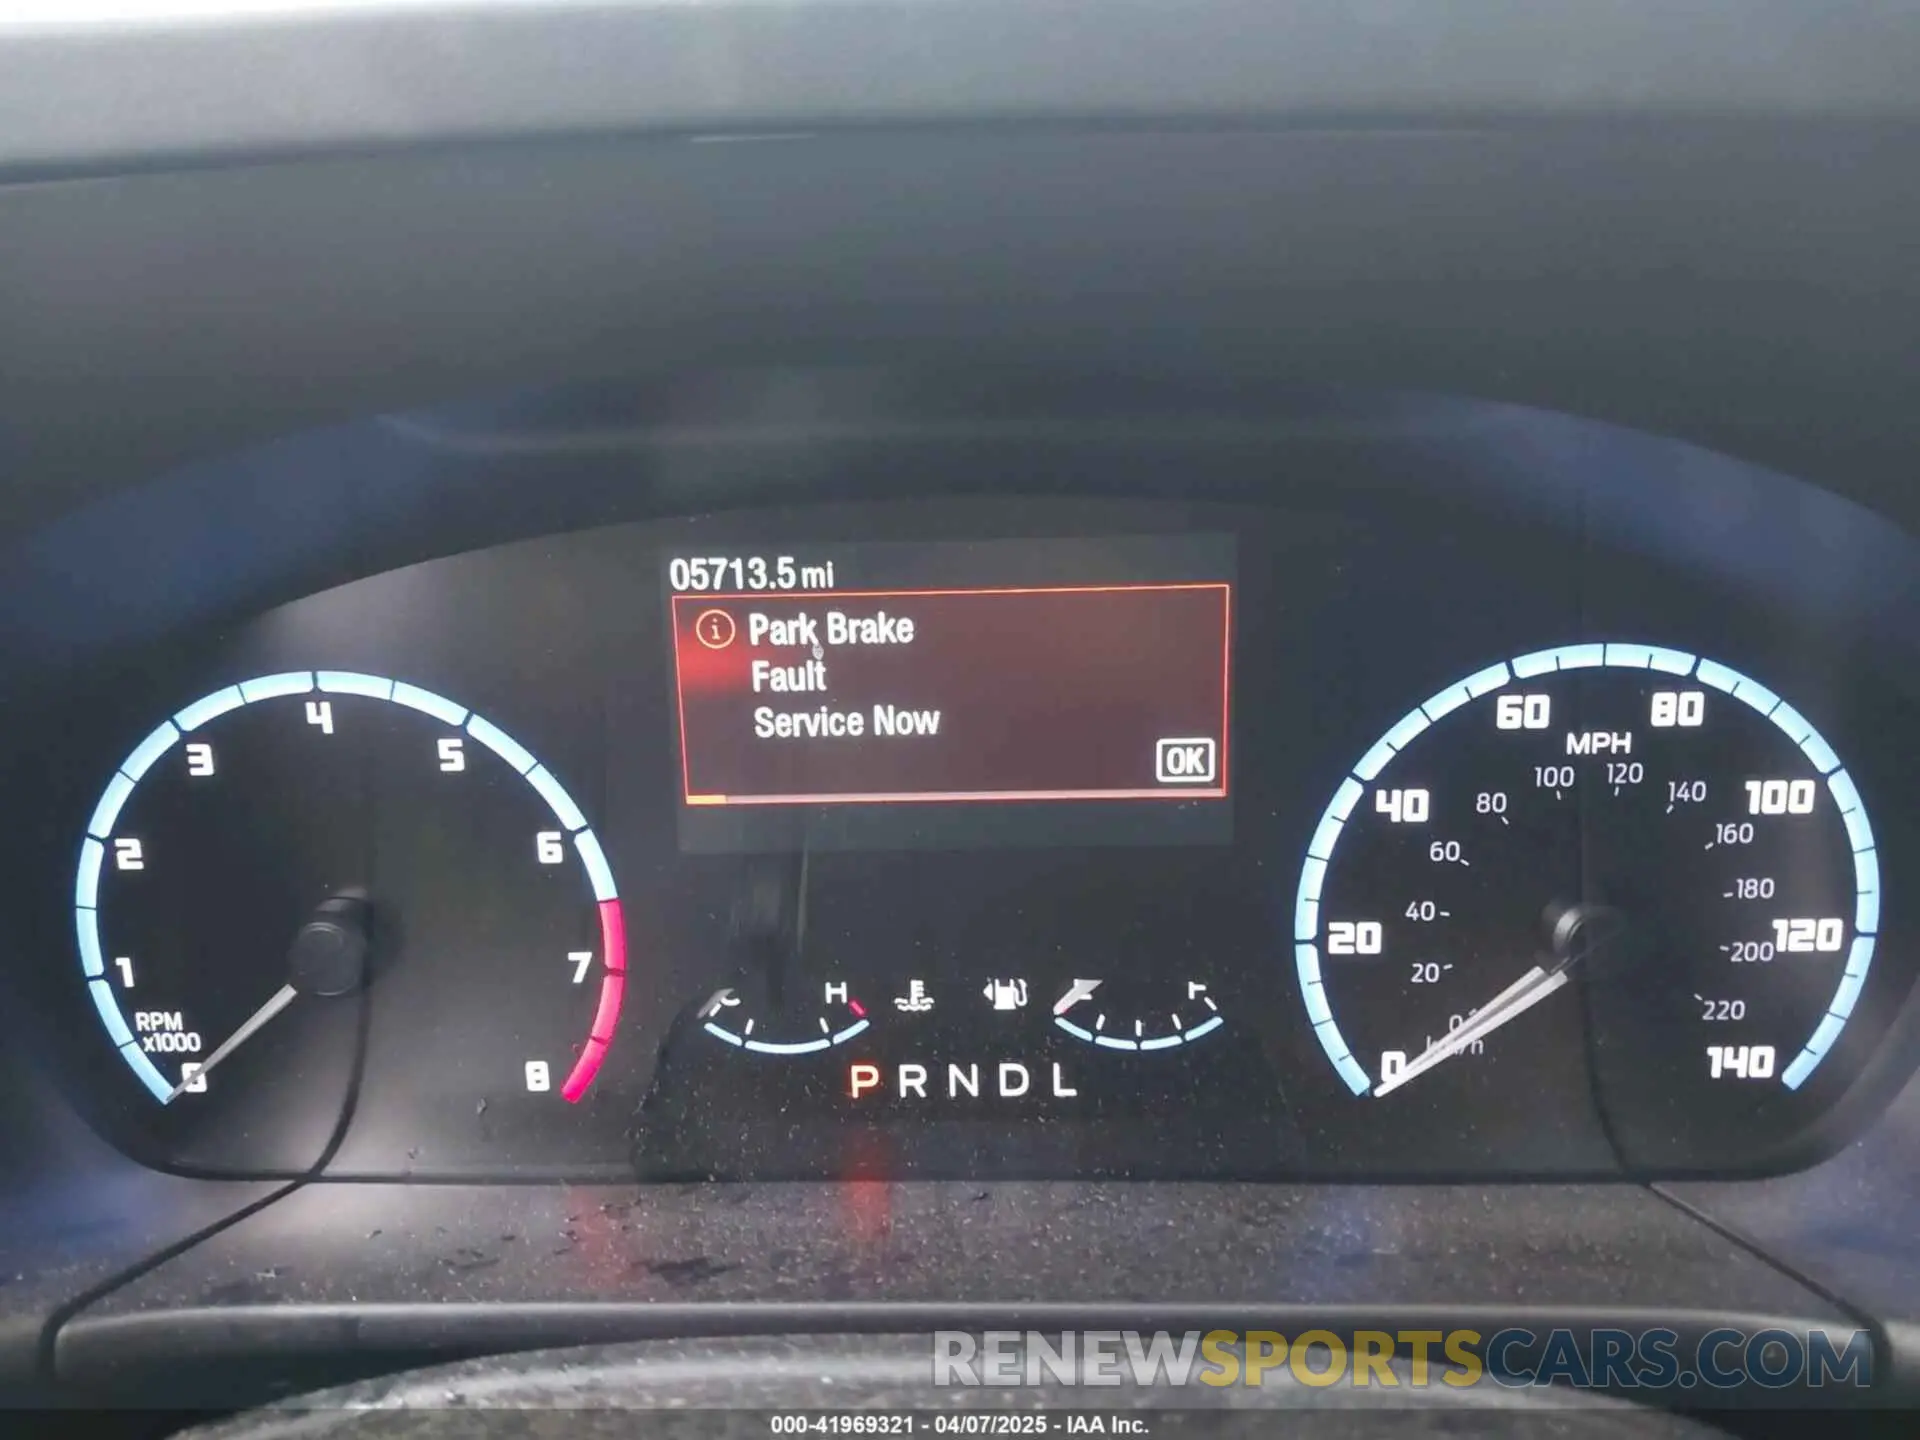 05713.5 mi
Park Brake
Fault
Service Now
OK
4
3
5
2
6
1
7
RPM
x1000
0
8
H
P R N D L
60
80
MPH
100
120
40
80
140
100
60
160
180
40
20
200
120
20
220
0
km/h
0
140
RENEWSPORTSCARS.COM
000-41969321 - 04/07/2025 - IAA Inc.